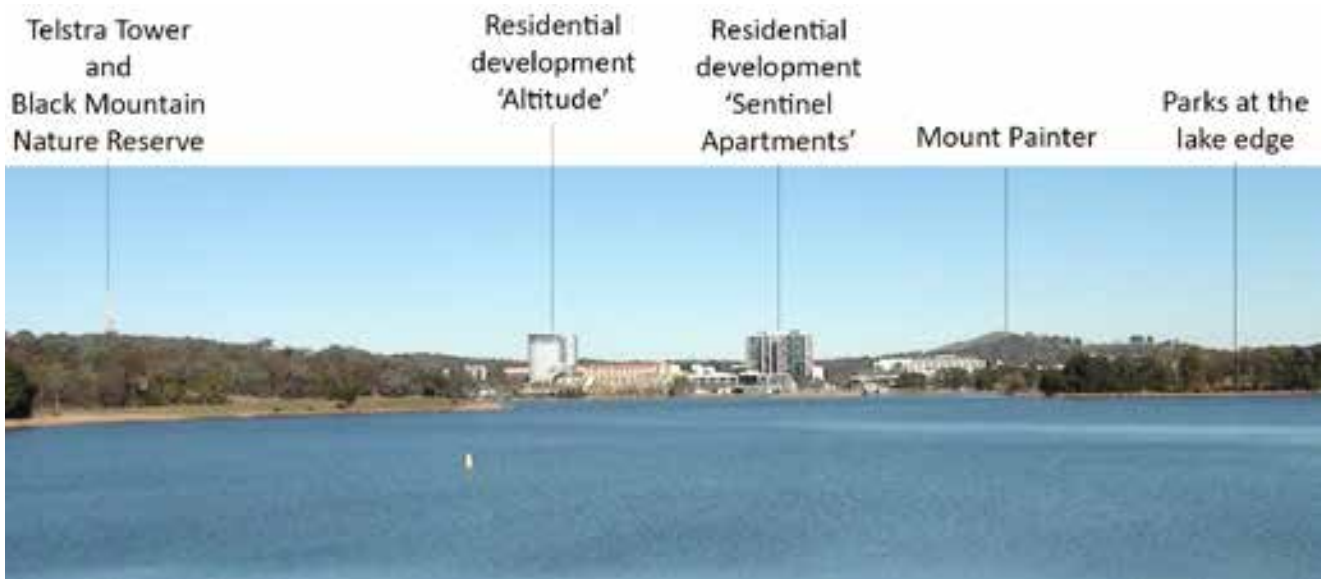 Telstra Tower
and
Black Mountain
Nature Reserve
Residential
development
‘Altitude’
Residential
development
‘Sentinel
Apartments’
Mount Painter
Parks at the
lake edge